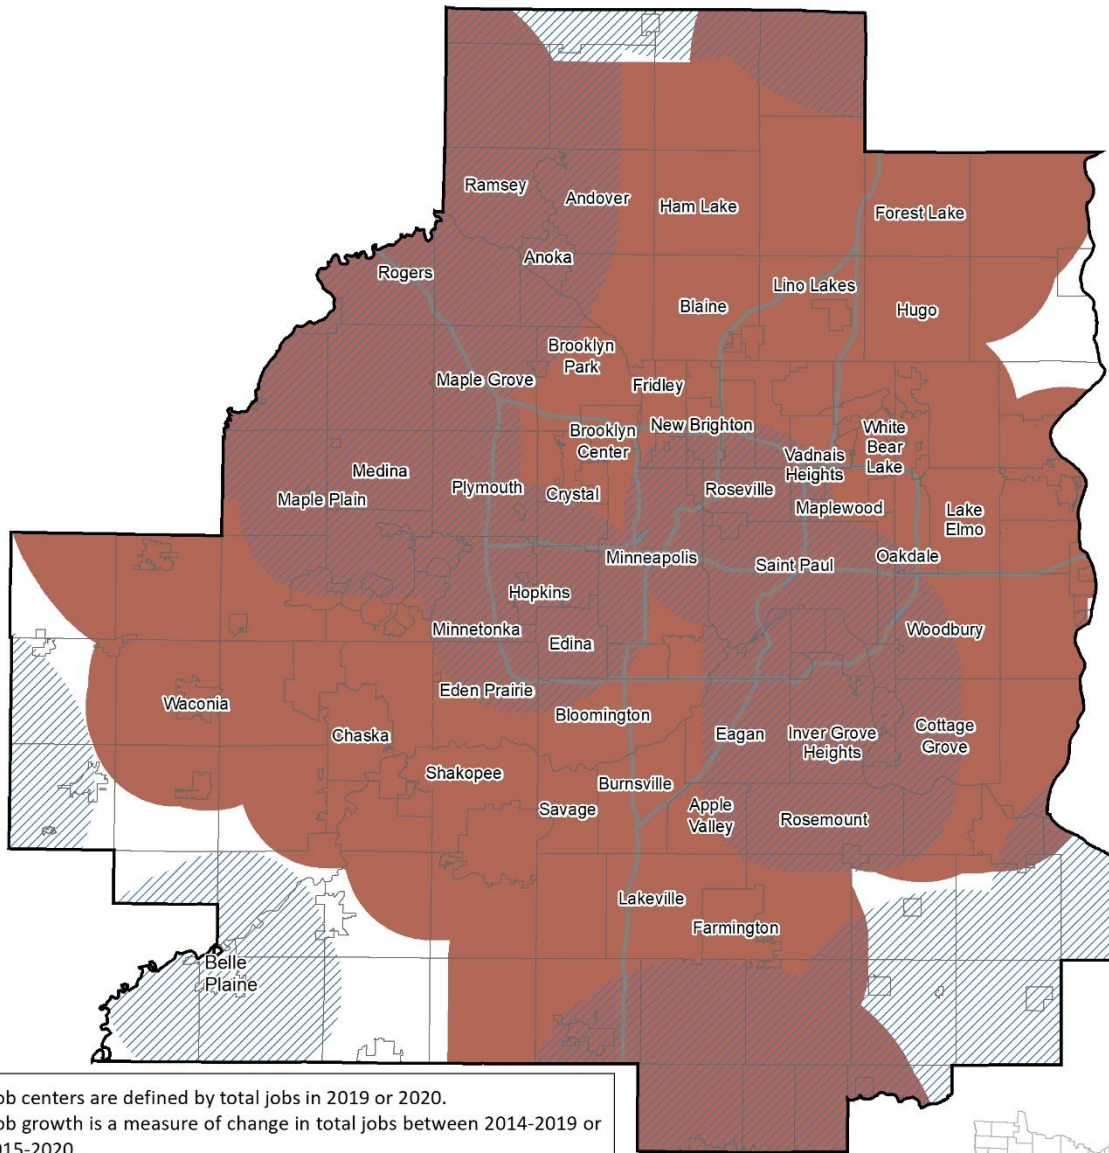 Ramsey
Andover
Ham Lake
Forest Lake
Anoka
Rogers
Lino Lakes
Blaine
Hugo
Brooklyn
Park
Maple Grove
Fridley
New Brighton
White
Bear
Lake
Brooklyn
Center
Vadnais
Heights
Medina
Maple Plain
Plymouth
Crystal
Roseville
Maplewood
Lake
Elmo
Minneapolis
Saint Paul
Oakdale
Hopkins
Minnetonka
Edina
Woodbury
Eden Prairie
Waconia
Bloomington
Chaska
Eagan
Inver Grove
Heights
Cottage
Grove
Shakopee
Burnsville
Savage
Apple
Valley
Rosemount
Lakeville
Farmington
Belle
Plaine
ob centers are defined by total jobs in 2019 or 2020.
ob growth is a measure of change in total jobs between 2014-2019 or
015-2020